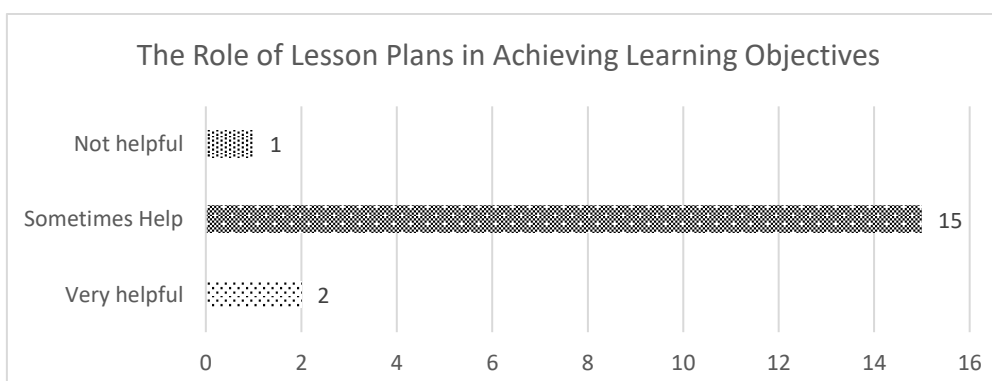 The Role of Lesson Plans in Achieving Learning Objectives
Not helpful 1
Sometimes Help 15
Very helpful 2
0 2 4 6 8 10 12 14 16